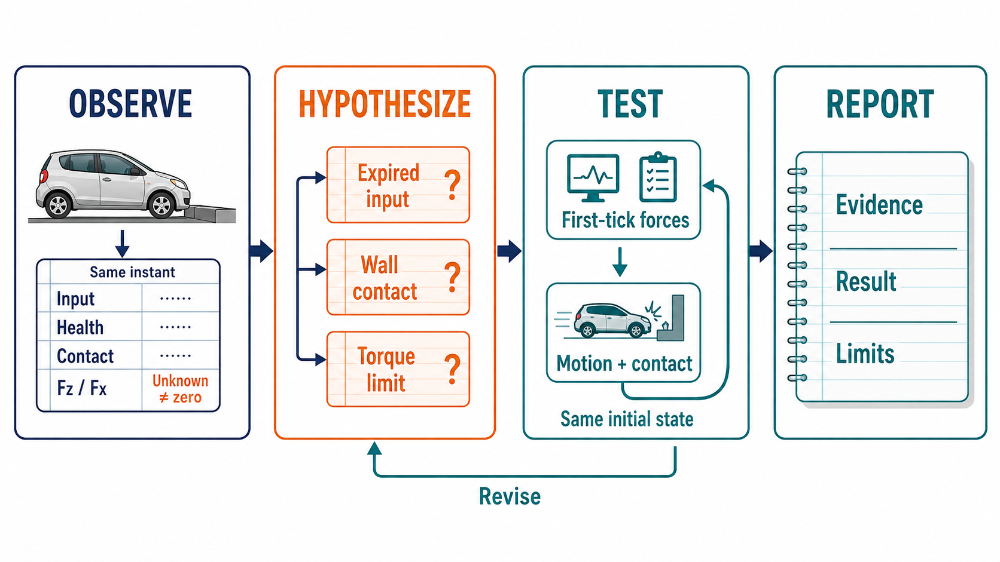 OBSERVE
Same instant
Input ······
Health ······
Contact ······
Fz / Fx Unknown
≠ zero
HYPOTHESIZE
Expired
input ?
Wall
contact ?
Torque
limit ?
TEST
First-tick forces
Motion + contact
Same initial state
REPORT
Evidence
Result
Limits
Revise